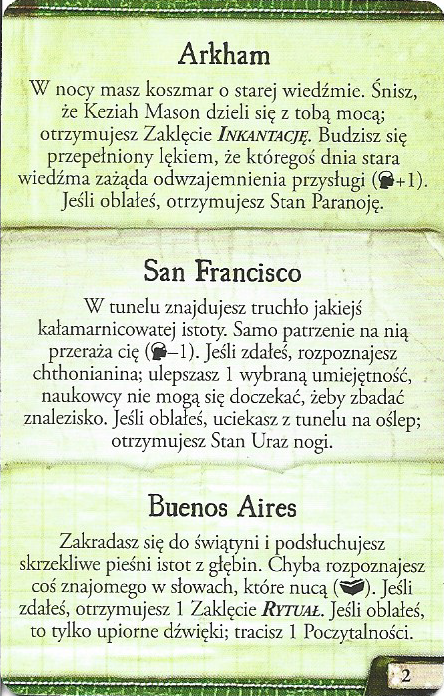 Arkham
W nocy masz koszmar o starej wiedźmie. Śnisz,
że Keziah Mason dzieli się z tobą mocą;
otrzymujesz Zaklęcie INKANTACJĘ. Budzisz się
przepełniony lękiem, że któregoś dnia stara
wiedźma zażąda odwzajemnienia przysługi (+1).
Jeśli oblałeś, otrzymujesz Stan Paranoję.
San Francisco
W tunelu znajdujesz truchło jakiejś
kałamarnicowatej istoty. Samo patrzenie na nią
przeraża cię (–1). Jeśli zdałeś, rozpoznajesz
chthonianina; ulepszasz 1 wybraną umiejętność,
naukowcy nie mogą się doczekać, żeby zbadać
znalezisko. Jeśli oblałeś, uciekasz z tunelu na oślep;
otrzymujesz Stan Uraz nogi.
Buenos Aires
Zakradasz się do świątyni i podsłuchujesz
skrzekliwe pieśni istot z głębin. Chyba rozpoznajesz
coś znajomego w słowach, które nucą (). Jeśli
zdałeś, otrzymujesz 1 Zaklęcie RYTUAŁ. Jeśli oblałeś,
to tylko upiorne dźwięki; tracisz 1 Poczytalności.
2